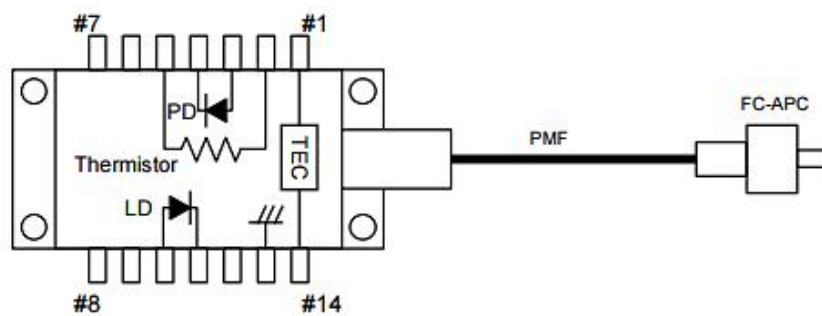 #7 #1
PD
FC-APC
TEC
PMF
Thermistor
LD
#8 #14